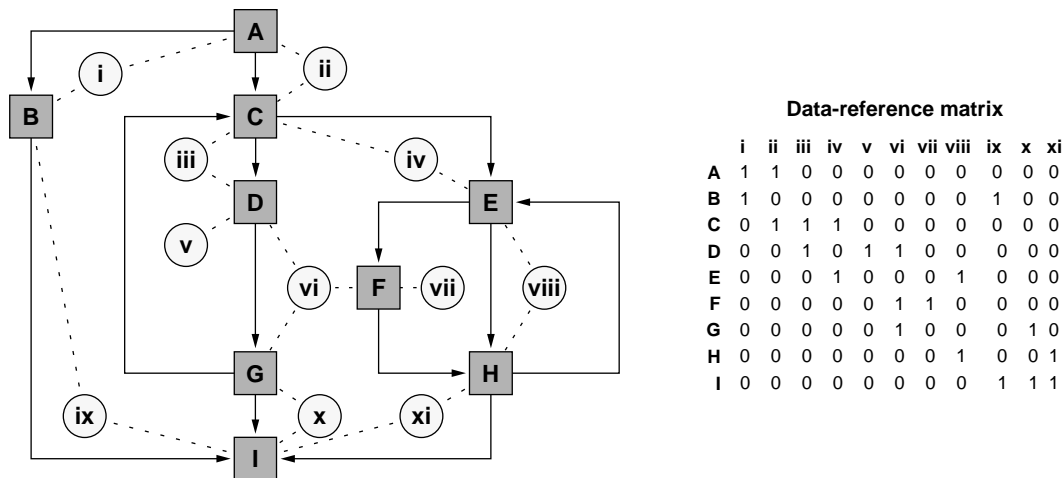 A
i
ii
B
C
iii
iv
D
E
v
vi
F
vii
viii
G
H
ix
x
xi
I
Data-reference matrix
i ii iii iv v vi vii viii ix x xi
A 1 1 0 0 0 0 0 0 0 0 0
B 1 0 0 0 0 0 0 0 1 0 0
C 0 1 1 1 0 0 0 0 0 0 0
D 0 0 1 0 1 1 0 0 0 0 0
E 0 0 0 1 0 0 0 1 0 0 0
F 0 0 0 0 0 1 1 0 0 0 0
G 0 0 0 0 0 1 0 0 0 1 0
H 0 0 0 0 0 0 0 1 0 0 1
I 0 0 0 0 0 0 0 0 1 1 1